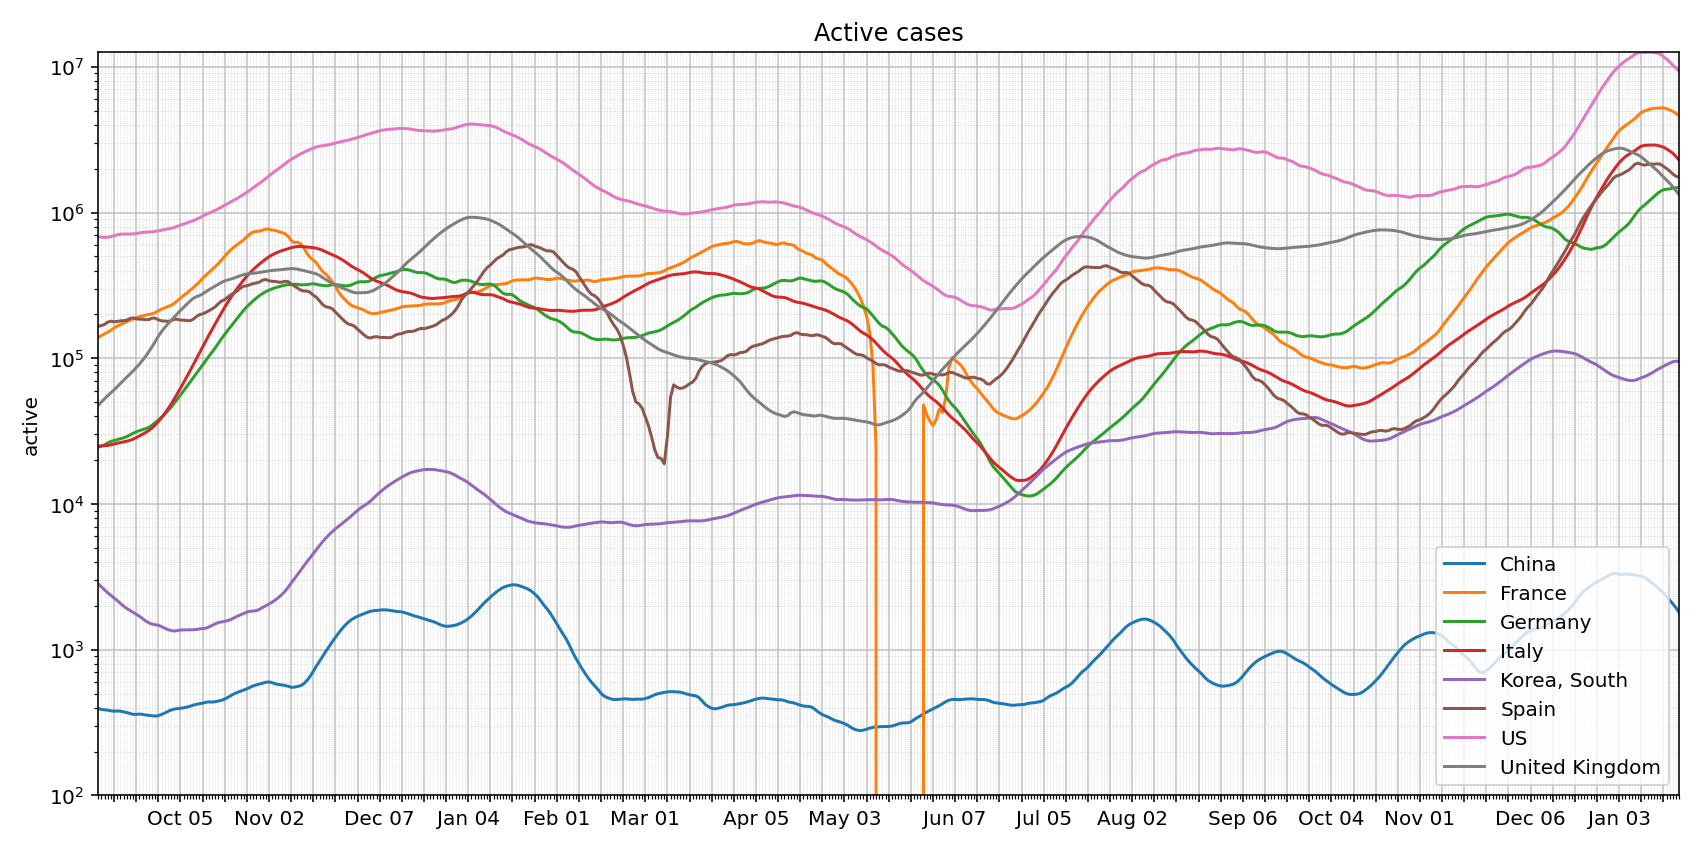 Active cases
10^7
10^6
10^5
10^4
10^3
10^2
active
Oct 05 Nov 02 Dec 07 Jan 04 Feb 01 Mar 01 Apr 05 May 03 Jun 07 Jul 05 Aug 02 Sep 06 Oct 04 Nov 01 Dec 06 Jan 03
China
France
Germany
Italy
Korea, South
Spain
US
United Kingdom